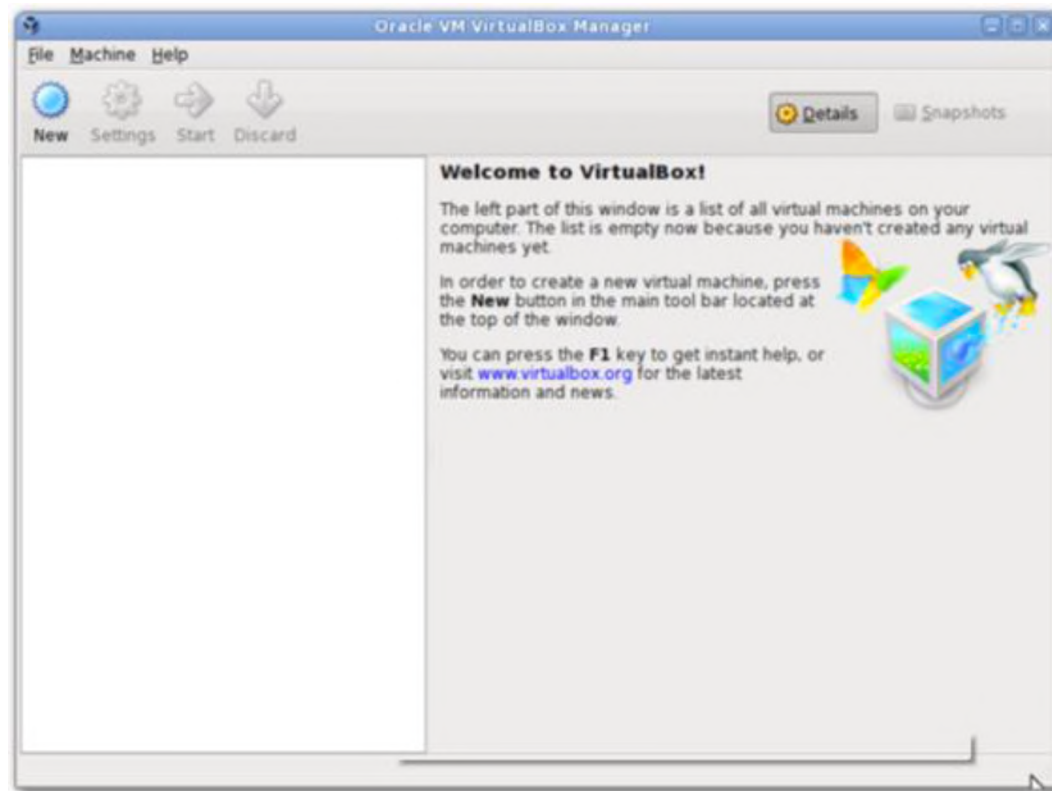 Oracle VM VirtualBox Manager
File Machine Help
New Settings Start Discard
Details Snapshots
Welcome to VirtualBox!
The left part of this window is a list of all virtual machines on your
computer. The list is empty now because you haven't created any virtual
machines yet.
In order to create a new virtual machine, press
the New button in the main tool bar located at
the top of the window.
You can press the F1 key to get instant help, or
visit www.virtualbox.org for the latest
information and news.